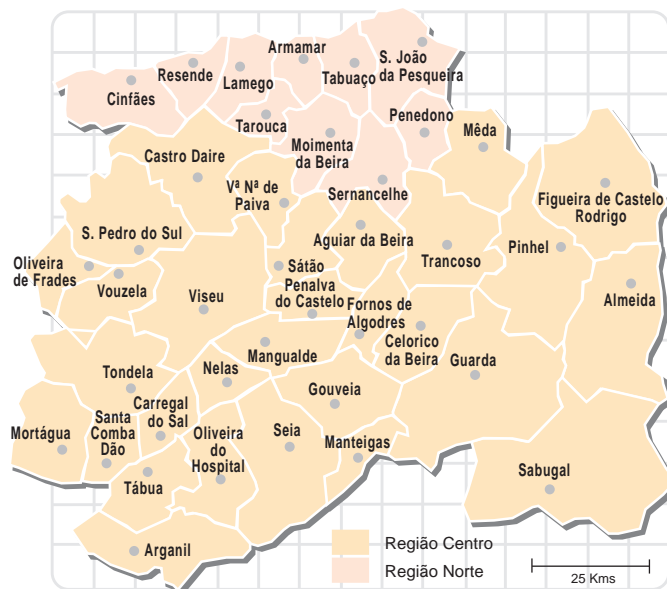 Armamar
S. João
da Pesqueira
Resende
Lamego
Tabuaço
Cinfães
Tarouca
Penedono
Mêda
Moimenta
da Beira
Castro Daire
Vª Nª de
Paiva
Sernancelhe
Figueira de Castelo
Rodrigo
S. Pedro do Sul
Aguiar da Beira
Trancoso
Pinhel
Oliveira
de Frades
Vouzela
Sátão
Penalva
do Castelo
Almeida
Viseu
Fornos de
Algodres
Celorico
da Beira
Mangualde
Guarda
Tondela
Nelas
Gouveia
Carregal
do Sal
Santa
Comba
Dão
Mortágua
Oliveira
do
Hospital
Seia
Manteigas
Tábua
Sabugal
Arganil
Região Centro
Região Norte
25 Kms